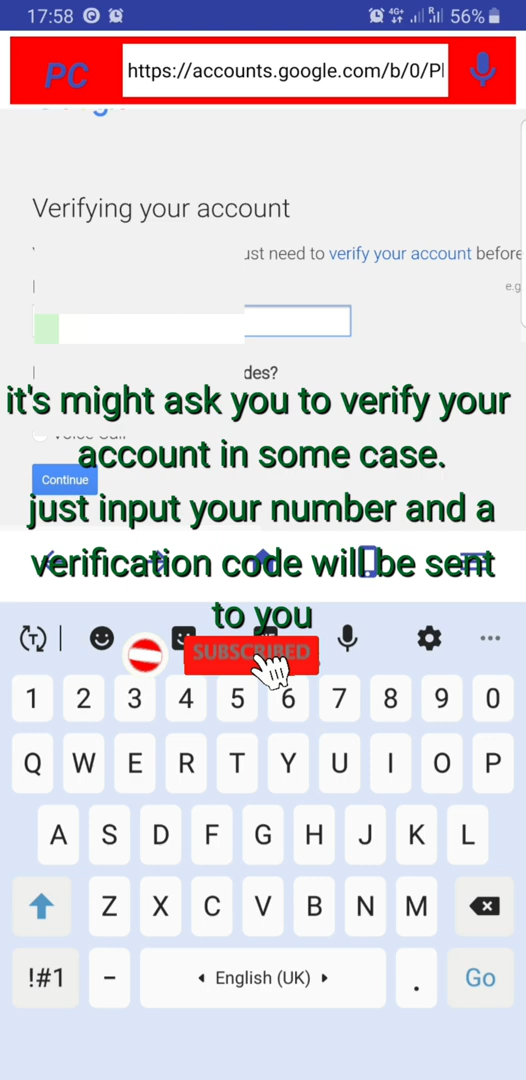 17:58
4G+
R
56%
PC
https://accounts.google.com/b/0/Pl
Verifying your account
ust need to verify your account before
e.g
des?
it's might ask you to verify your
account in some case.
Continue
just input your number and a
verification code will be sent
to you
SUBSCRIBED
1 2 3 4 5 6 7 8 9 0
Q W E R T Y U I O P
A S D F G H J K L
Z X C V B N M
!#1 - English (UK) . Go